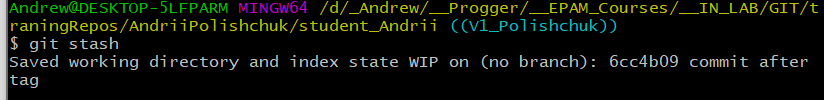 Andrew@DESKTOP-5LFPARM MINGW64 /d/_Andrew/__Progger/__EPAM_Courses/__IN_LAB/GIT/t
raningRepos/AndriiPolishchuk/student_Andrii ((V1_Polishchuk))
$ git stash
Saved working directory and index state WIP on (no branch): 6cc4b09 commit after
tag